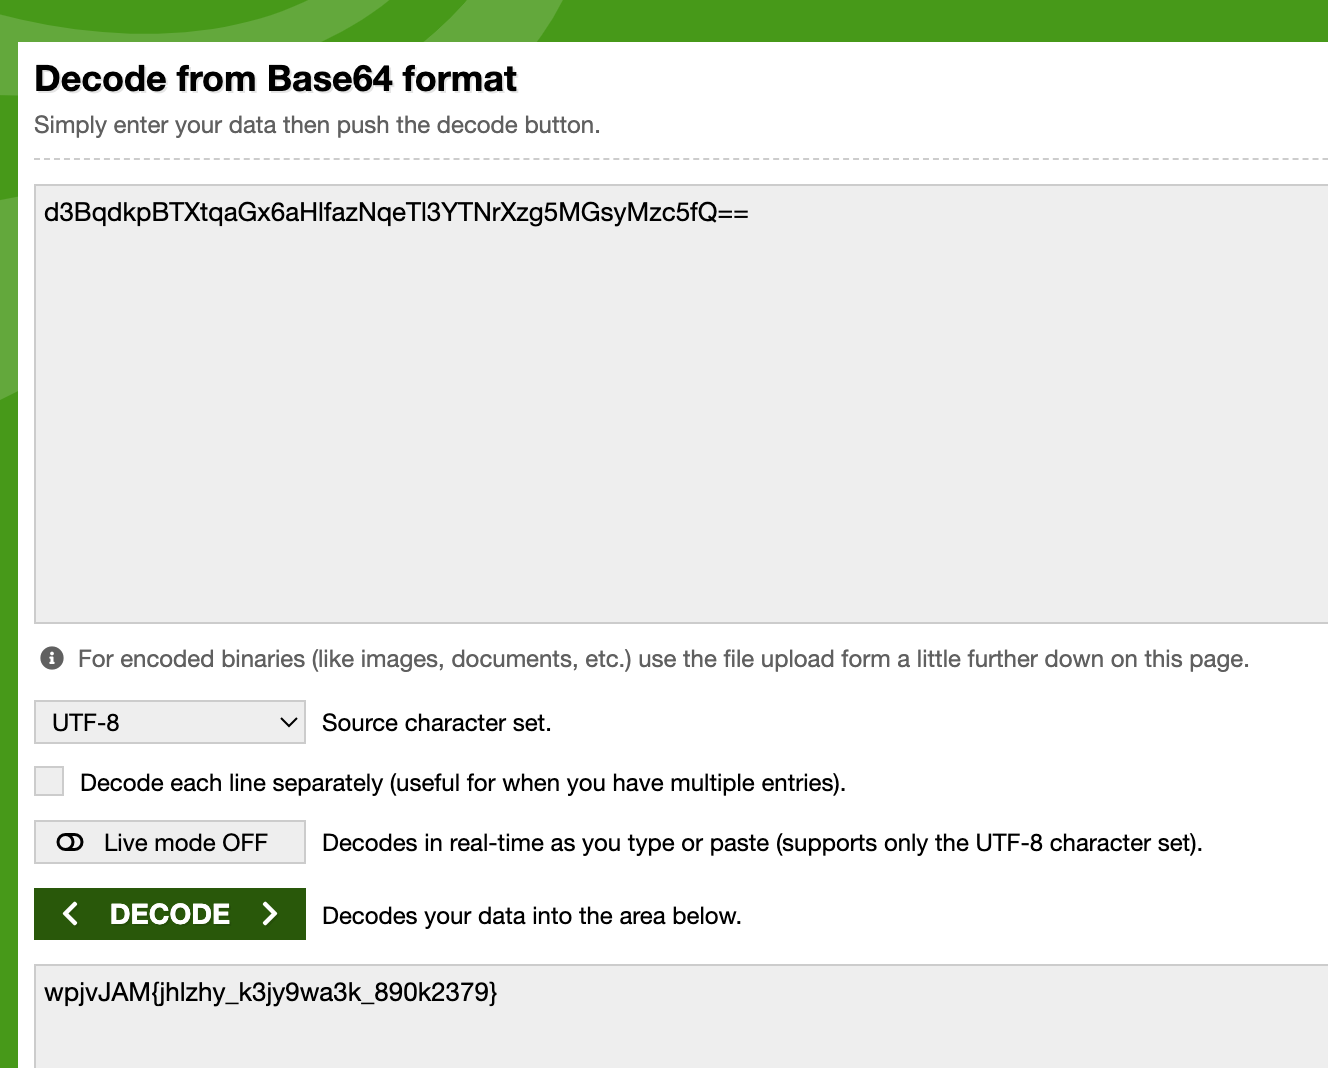 Decode from Base64 format
Simply enter your data then push the decode button.
d3BqdkpBTXtqaGx6aHlfazNqeTl3YTNrXzg5MGsyMzc5fQ==
For encoded binaries (like images, documents, etc.) use the file upload form a little further down on this page.
UTF-8 Source character set.
Decode each line separately (useful for when you have multiple entries).
Live mode OFF Decodes in real-time as you type or paste (supports only the UTF-8 character set).
< DECODE > Decodes your data into the area below.
wpjvJAM{jhlzhy_k3jy9wa3k_890k2379}